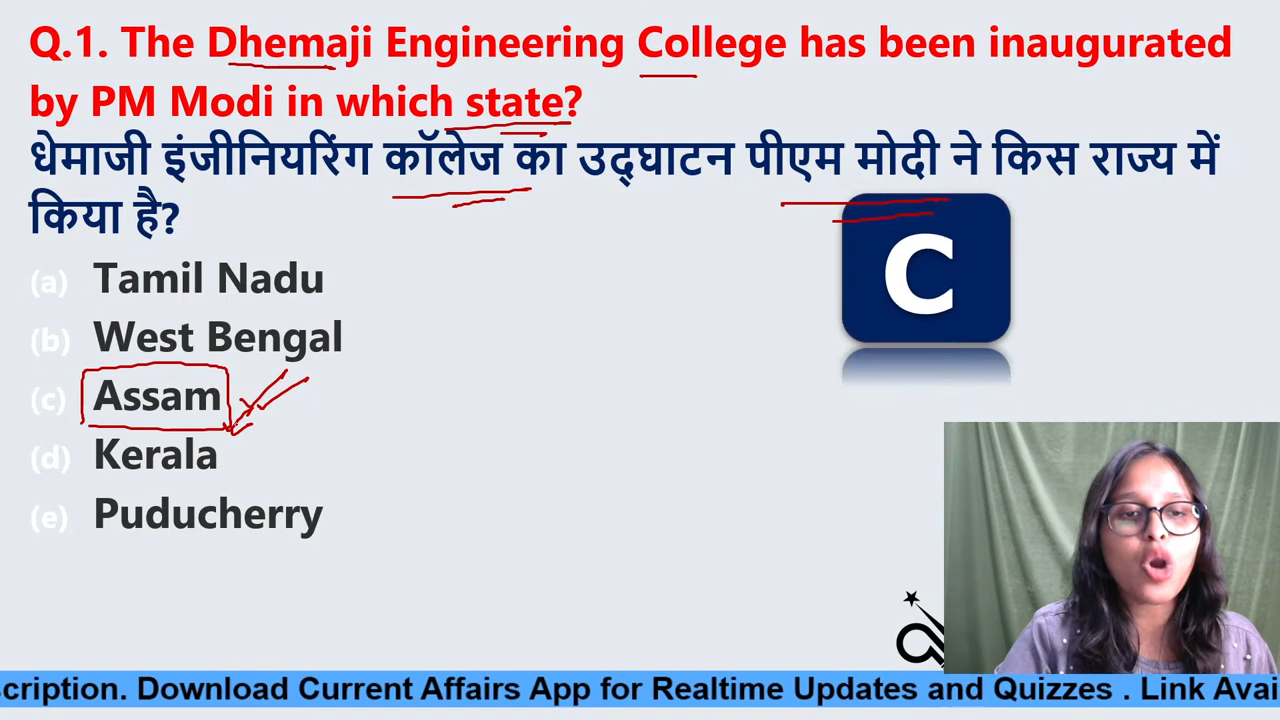 Q.1. The Dhemaji Engineering College has been inaugurated
by PM Modi in which state?
धेमाजी इंजीनियरिंग कॉलेज का उद्घाटन पीएम मोदी ने किस राज्य में
किया है?
C
(a) Tamil Nadu
(b) West Bengal
(c) Assam
(d) Kerala
(e) Puducherry
scription. Download Current Affairs App for Realtime Updates and Quizzes . Link Avai